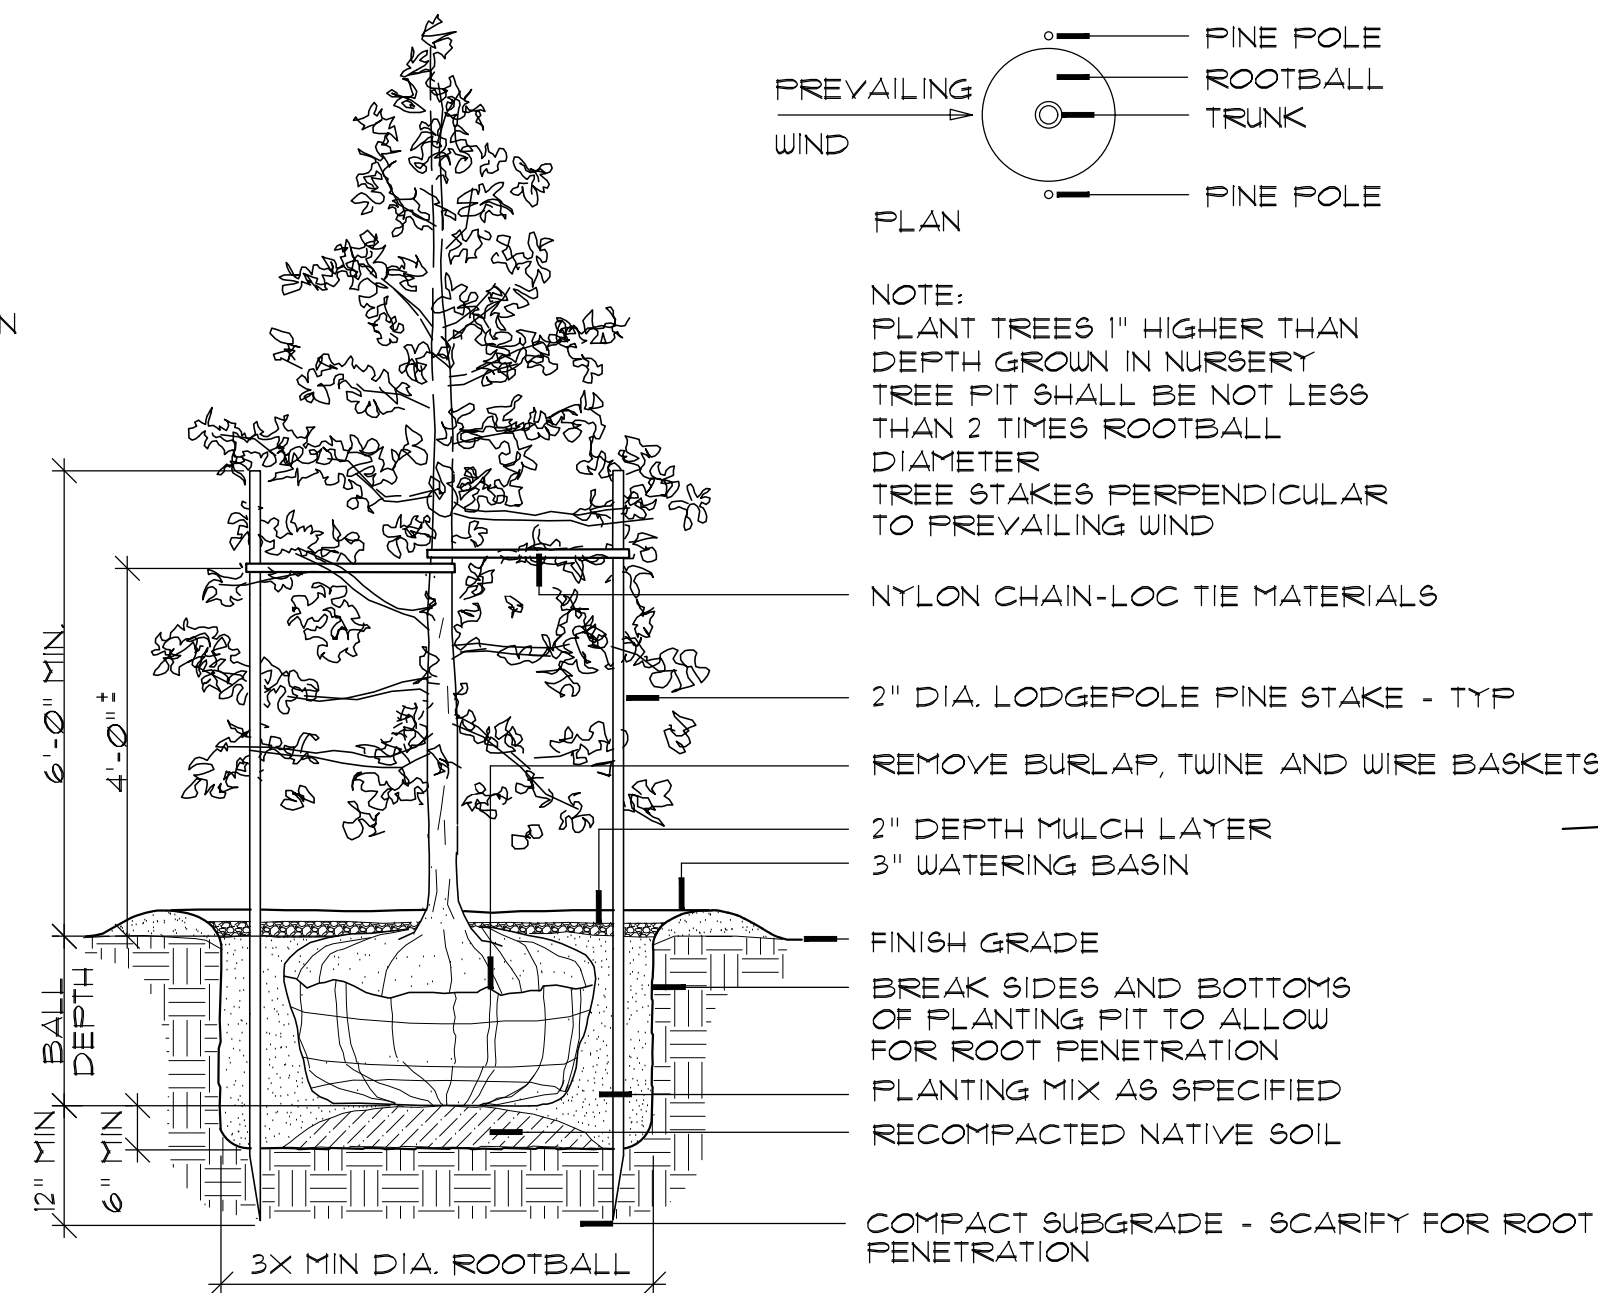 PINE POLE
ROOTBALL
TRUNK
PINE POLE
PREVAILING
WIND
PLAN
NOTE:
PLANT TREES 1" HIGHER THAN
DEPTH GROWN IN NURSERY
TREE PIT SHALL BE NOT LESS
THAN 2 TIMES ROOTBALL
DIAMETER
TREE STAKES PERPENDICULAR
TO PREVAILING WIND
NYLON CHAIN-LOC TIE MATERIALS
2" DIA. LODGEPOLE PINE STAKE - TYP
REMOVE BURLAP, TWINE AND WIRE BASKETS
2" DEPTH MULCH LAYER
3" WATERING BASIN
FINISH GRADE
BREAK SIDES AND BOTTOMS
OF PLANTING PIT TO ALLOW
FOR ROOT PENETRATION
PLANTING MIX AS SPECIFIED
RECOMPACTED NATIVE SOIL
COMPACT SUBGRADE - SCARIFY FOR ROOT
PENETRATION
6'-0" MIN.
4'-0"±
BALL
DEPTH
12" MIN
6" MIN
3X MIN DIA. ROOTBALL
N